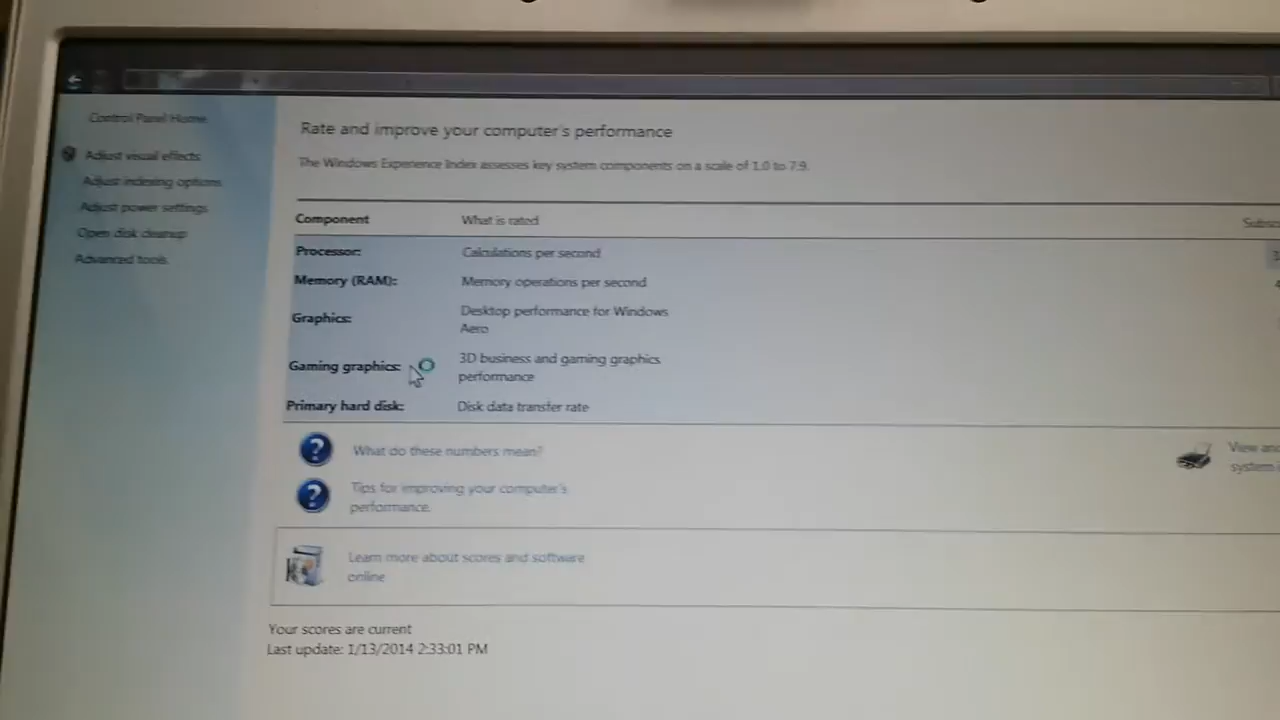 Control Panel Home
Adjust visual effects
Adjust indexing options
Adjust power settings
Open disk cleanup
Advanced tools
Rate and improve your computer's performance
The Windows Experience Index assesses key system components on a scale of 1.0 to 7.9.
Component What is rated Subsc
Processor: Calculations per second
Memory (RAM): Memory operations per second
Graphics: Desktop performance for Windows
Aero
Gaming graphics: 3D business and gaming graphics
performance
Primary hard disk: Disk data transfer rate
What do these numbers mean?
View and
system
Tips for improving your computer's
performance.
Learn more about scores and software
online
Your scores are current
Last update: 1/13/2014 2:33:01 PM